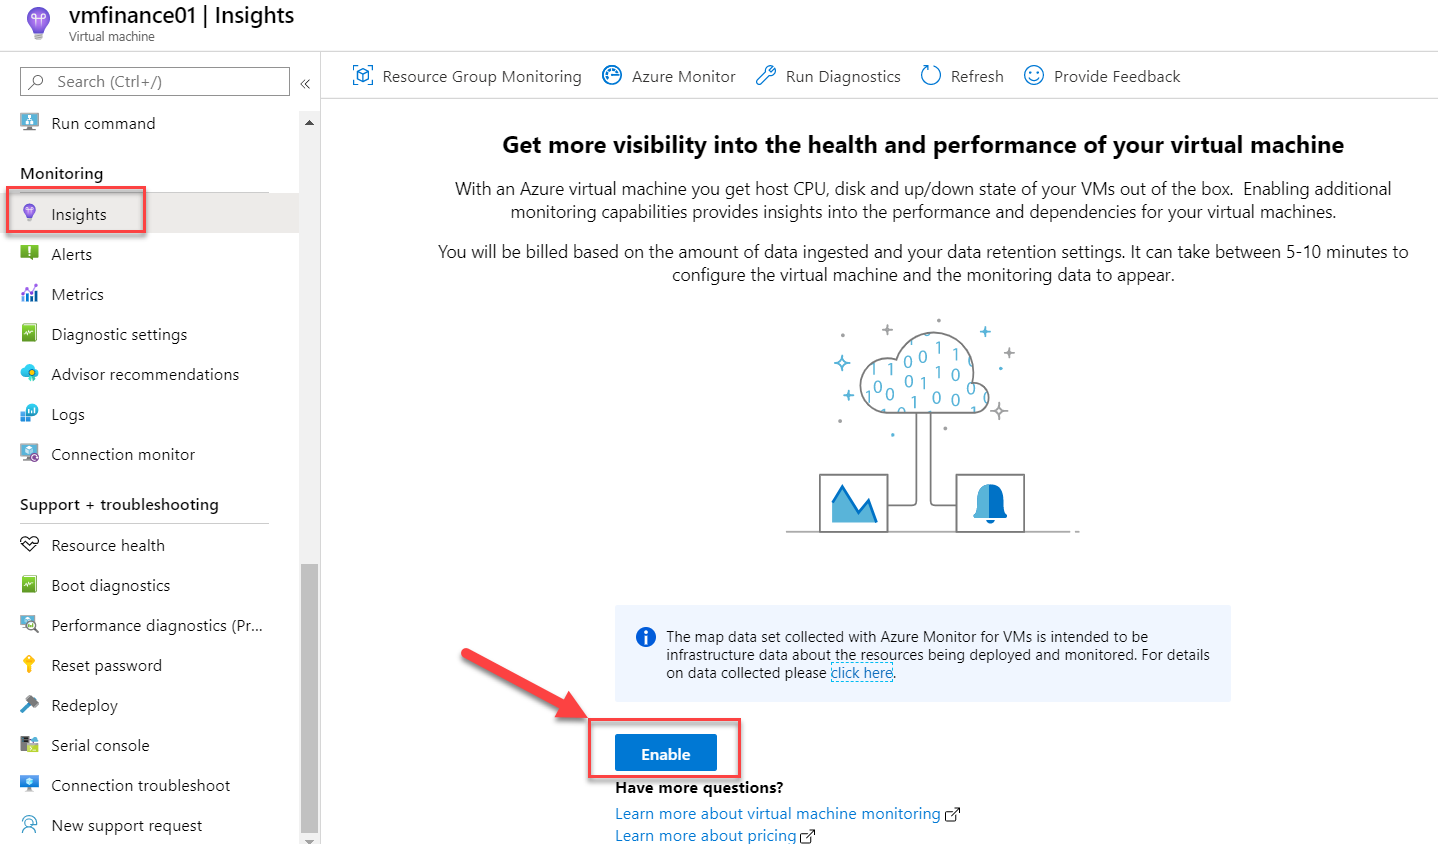 vmfinance01 | Insights
Virtual machine
Search (Ctrl+/)
«
Run command
Monitoring
Insights
Alerts
Metrics
Diagnostic settings
Advisor recommendations
Logs
Connection monitor
Support + troubleshooting
Resource health
Boot diagnostics
Performance diagnostics (Pr...
Reset password
Redeploy
Serial console
Connection troubleshoot
New support request
Resource Group Monitoring
Azure Monitor
Run Diagnostics
Refresh
Provide Feedback
Get more visibility into the health and performance of your virtual machine
With an Azure virtual machine you get host CPU, disk and up/down state of your VMs out of the box. Enabling additional
monitoring capabilities provides insights into the performance and dependencies for your virtual machines.
You will be billed based on the amount of data ingested and your data retention settings. It can take between 5-10 minutes to
configure the virtual machine and the monitoring data to appear.
The map data set collected with Azure Monitor for VMs is intended to be
infrastructure data about the resources being deployed and monitored. For details
on data collected please click here.
Enable
Have more questions?
Learn more about virtual machine monitoring
Learn more about pricing